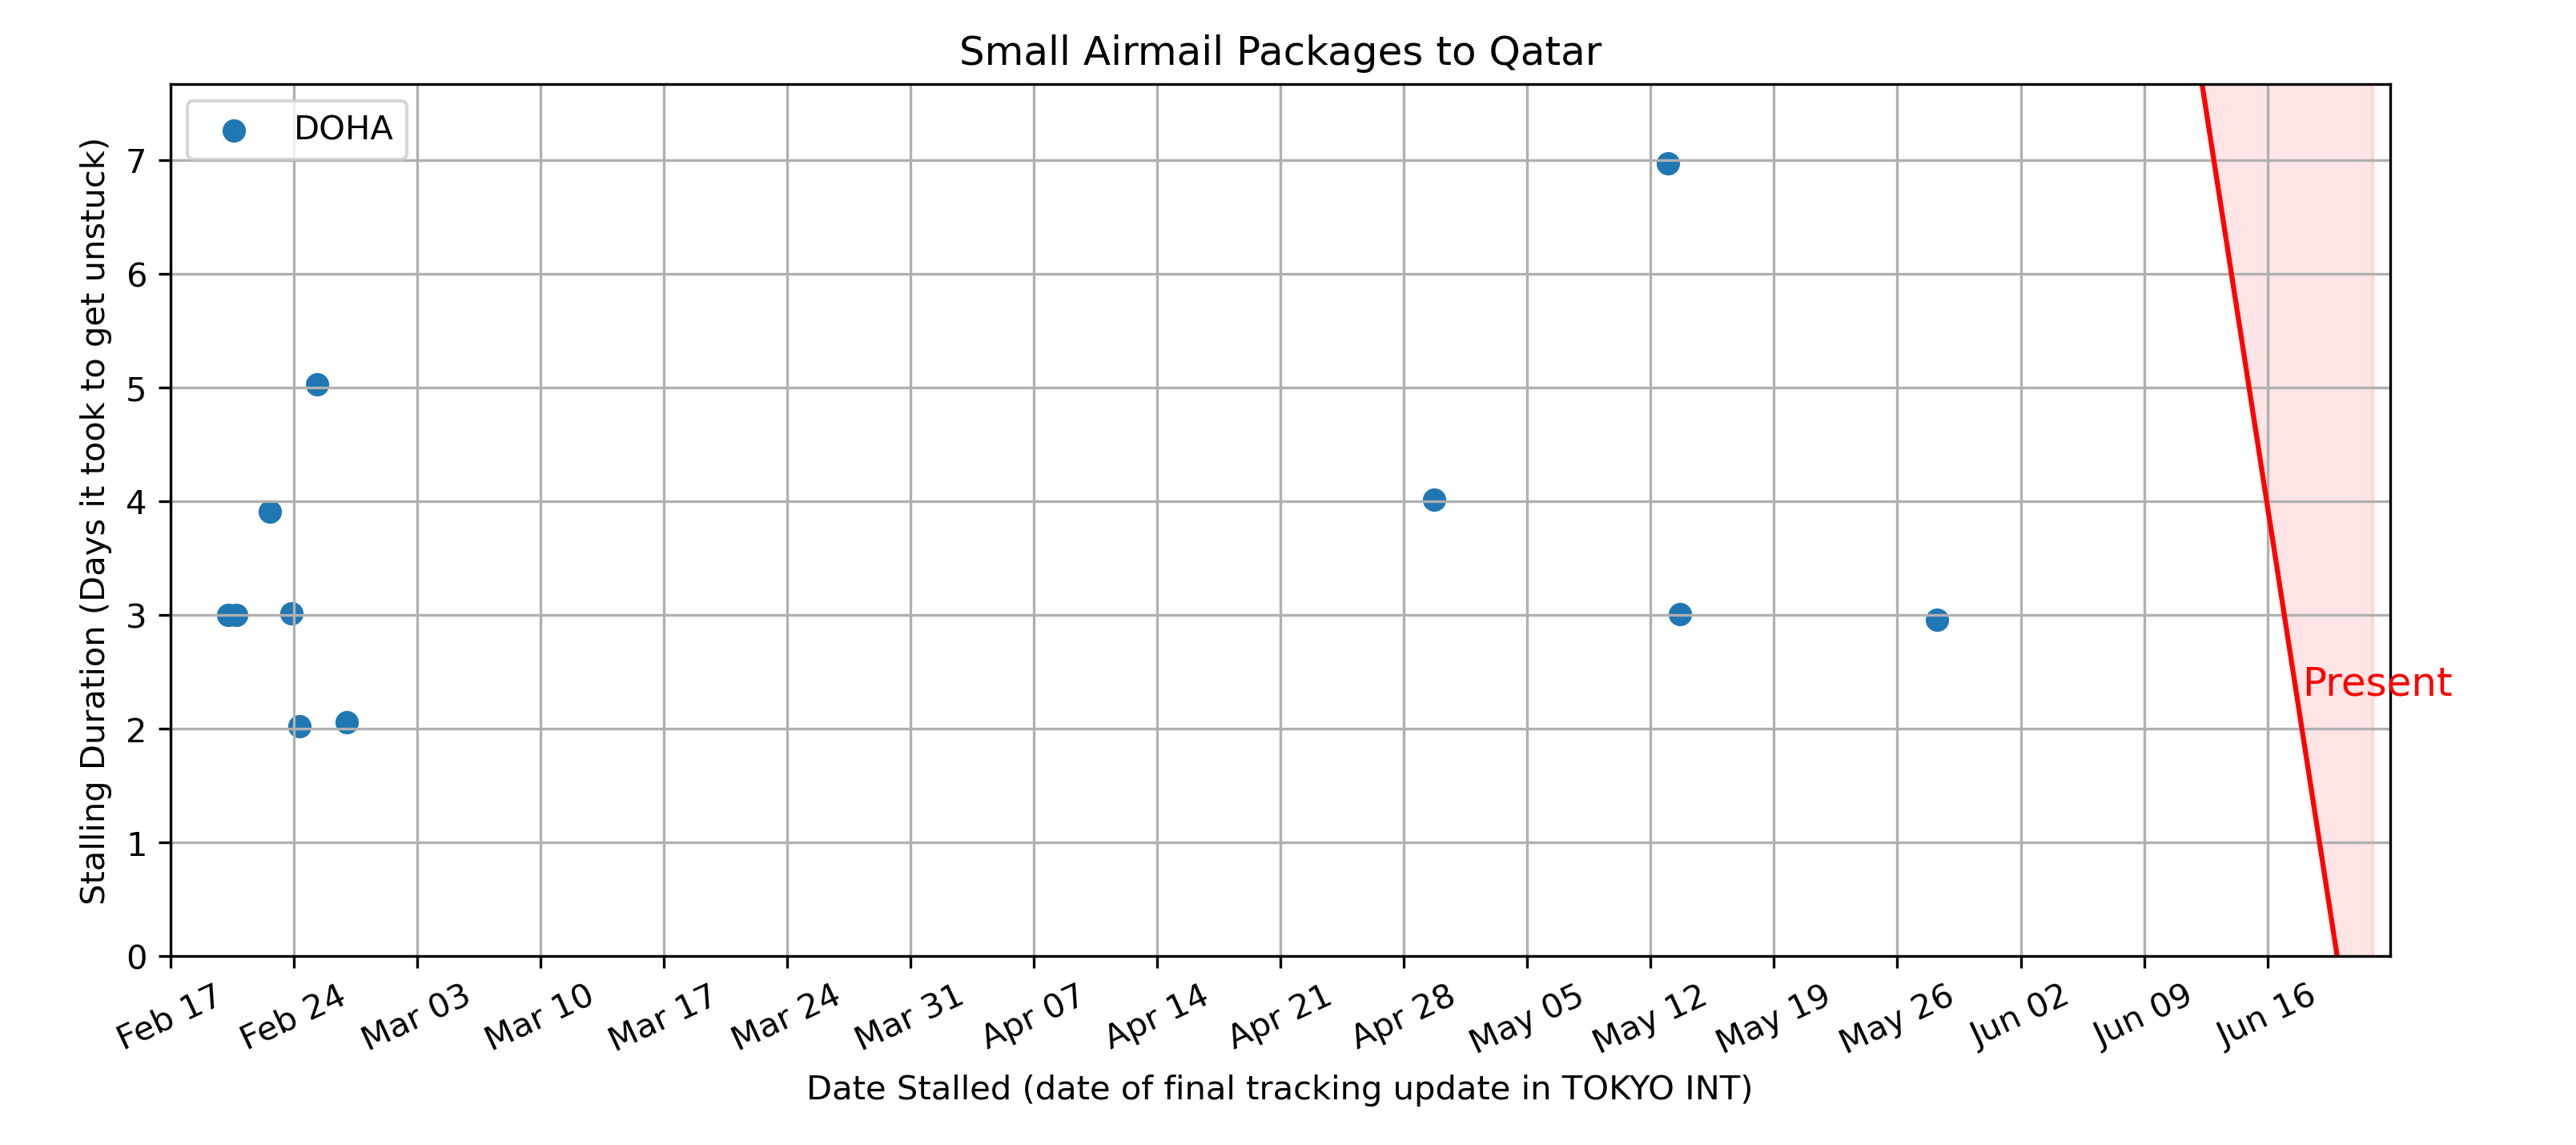 Small Airmail Packages to Qatar
DOHA
Stalling Duration (Days it took to get unstuck)
7
6
5
4
3
2
1
0
Present
Feb 17
Feb 24
Mar 03
Mar 10
Mar 17
Mar 24
Mar 31
Apr 07
Apr 14
Apr 21
Apr 28
May 05
May 12
May 19
May 26
Jun 02
Jun 09
Jun 16
Date Stalled (date of final tracking update in TOKYO INT)